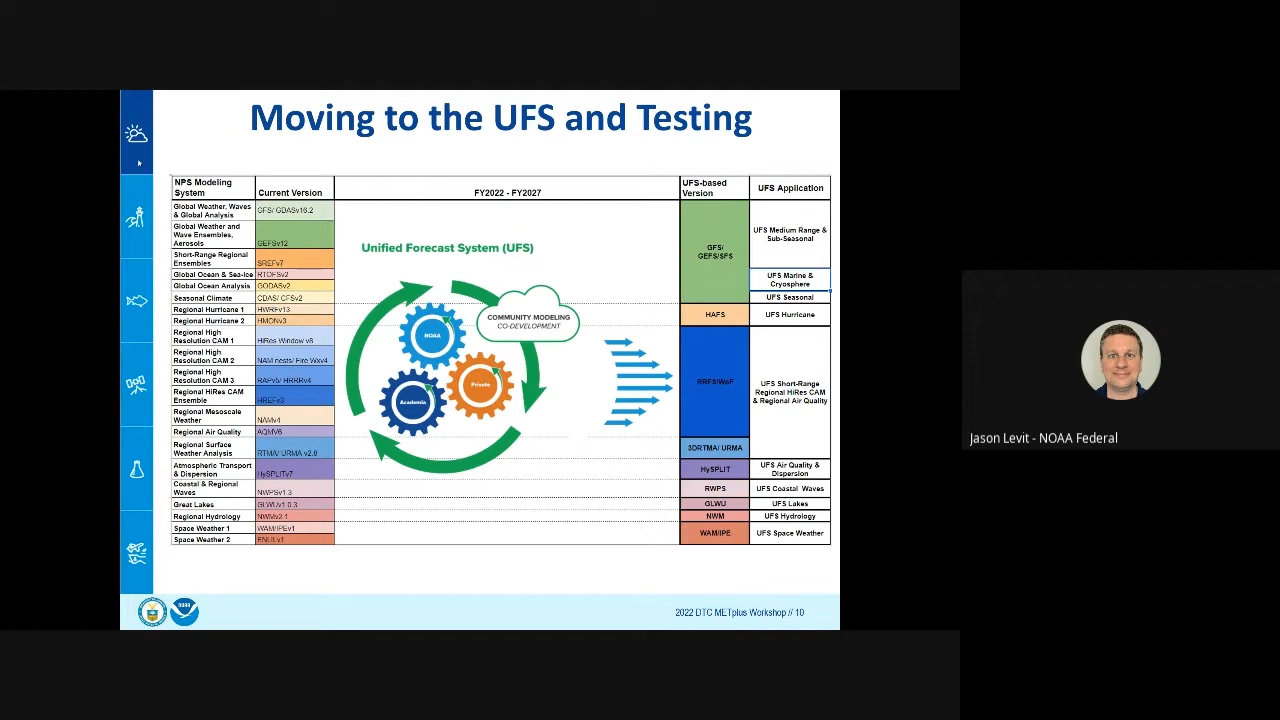 Moving to the UFS and Testing
NPS Modeling
System
Current Version
FY2022 - FY2027
UFS-based
Version
UFS Application
Global Weather, Waves
& Global Analysis
GFS/ GDASv16.2
Global Weather and
Wave Ensembles,
Aerosols
GEFSv12
Short-Range Regional
Ensembles
SREFv7
Global Ocean & Sea-Ice
RTOFSv2
Global Ocean Analysis
GODASv2
Seasonal Climate
CDAS/ CFSv2
Regional Hurricane 1
HWRFv13
Regional Hurricane 2
HMONv3
Regional High
Resolution CAM 1
HiRes Window v8
Regional High
Resolution CAM 2
NAM nests/ Fire Wxv4
Regional High
Resolution CAM 3
RAPv5/ HRRRv4
Regional HiRes CAM
Ensemble
HREFv3
Regional Mesoscale
Weather
NAMv4
Regional Air Quality
AQMv6
Regional Surface
Weather Analysis
RTMA/ URMA v2.8
Atmospheric Transport
& Dispersion
HySPLITv7
Coastal & Regional
Waves
NWPSv1.3
Great Lakes
GLWUv1.0.3
Regional Hydrology
NWMv2.1
Space Weather 1
WAM/IPEv1
Space Weather 2
ENLILv1
Unified Forecast System (UFS)
COMMUNITY MODELING
CO-DEVELOPMENT
NOAA
Private
Academia
GFS/
GEFS/SFS
HAFS
RRFS/WoF
3DRTMA/ URMA
HySPLIT
RWPS
GLWU
NWM
WAM/IPE
UFS Medium Range &
Sub-Seasonal
UFS Marine &
Cryosphere
UFS Seasonal
UFS Hurricane
UFS Short-Range
Regional HiRes CAM
& Regional Air Quality
UFS Air Quality &
Dispersion
UFS Coastal Waves
UFS Lakes
UFS Hydrology
UFS Space Weather
2022 DTC METplus Workshop // 10
Jason Levit - NOAA Federal